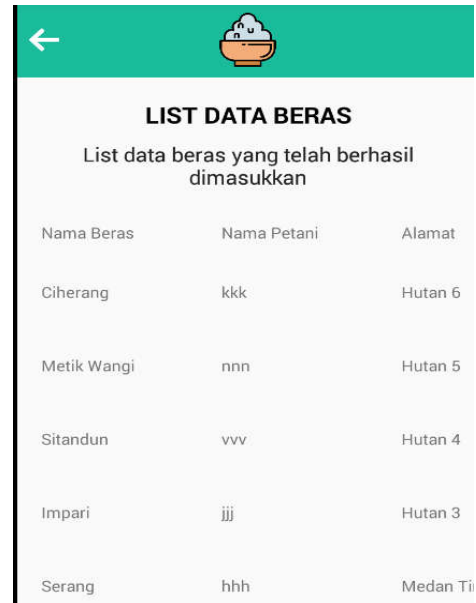 LIST DATA BERAS
List data beras yang telah berhasil
dimasukkan
Nama Beras Nama Petani Alamat
Ciherang kkk Hutan 6
Metik Wangi nnn Hutan 5
Sitandun vvv Hutan 4
Impari jjj Hutan 3
Serang hhh Medan